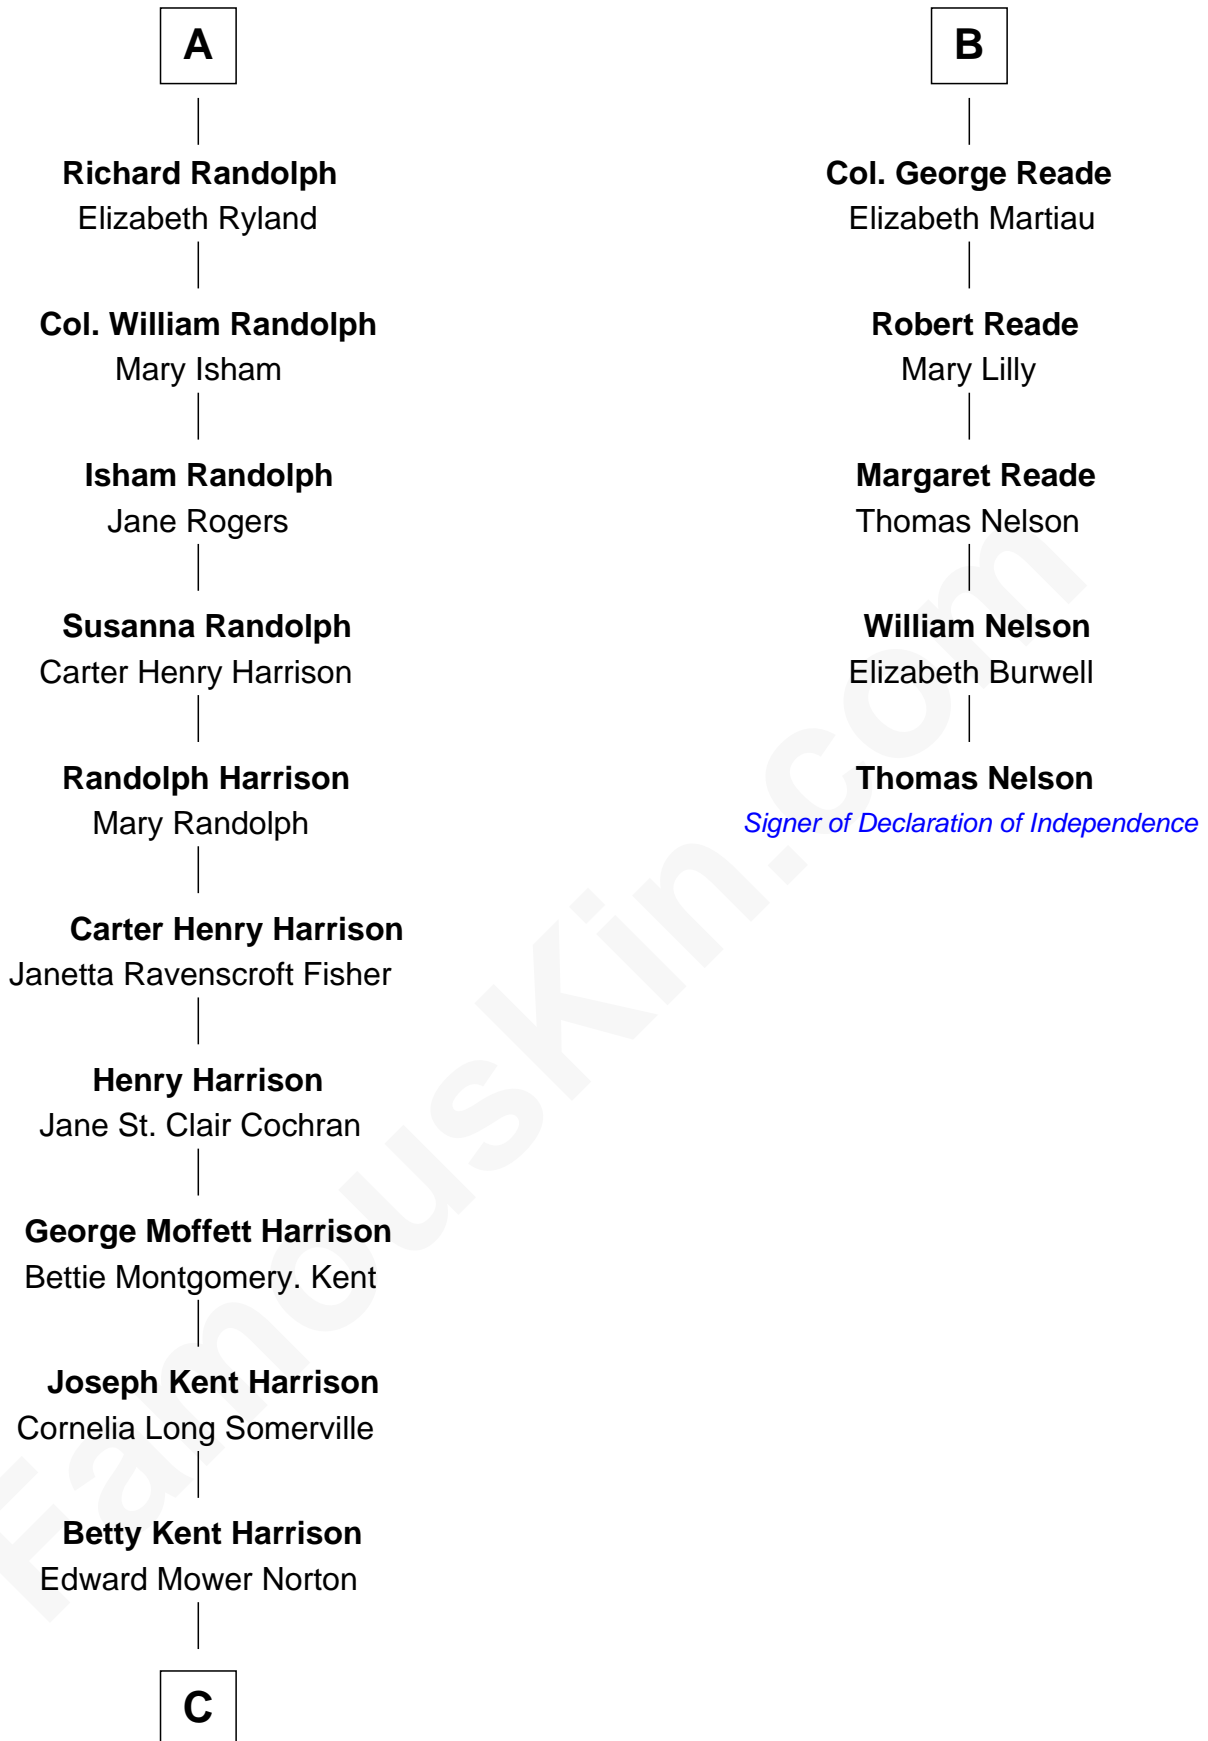 A
Richard Randolph
Elizabeth Ryland
Col. William Randolph
Mary Isham
Isham Randolph
Jane Rogers
Susanna Randolph
Carter Henry Harrison
Randolph Harrison
Mary Randolph
Carter Henry Harrison
Janetta Ravenscroft Fisher
Henry Harrison
Jane St. Clair Cochran
George Moffett Harrison
Bettie Montgomery. Kent
Joseph Kent Harrison
Cornelia Long Somerville
Betty Kent Harrison
Edward Mower Norton
C
B
Col. George Reade
Elizabeth Martiau
Robert Reade
Mary Lilly
Margaret Reade
Thomas Nelson
William Nelson
Elizabeth Burwell
Thomas Nelson
Signer of Declaration of Independence
FamousKin.com